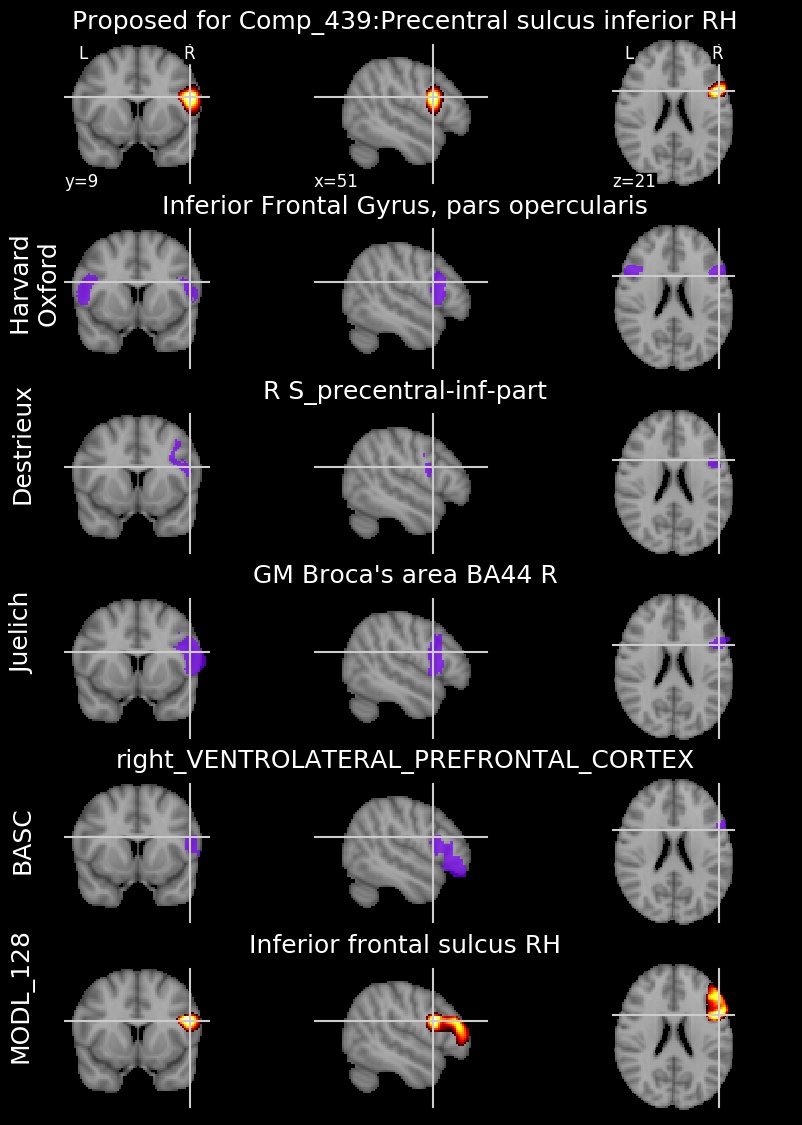 Proposed for Comp_439:Precentral sulcus inferior RH
L R L R
y=9 x=51 z=21
Inferior Frontal Gyrus, pars opercularis
Harvard
Oxford
R S_precentral-inf-part
Destrieux
GM Broca's area BA44 R
Juelich
right_VENTROLATERAL_PREFRONTAL_CORTEX
BASC
Inferior frontal sulcus RH
MODL_128